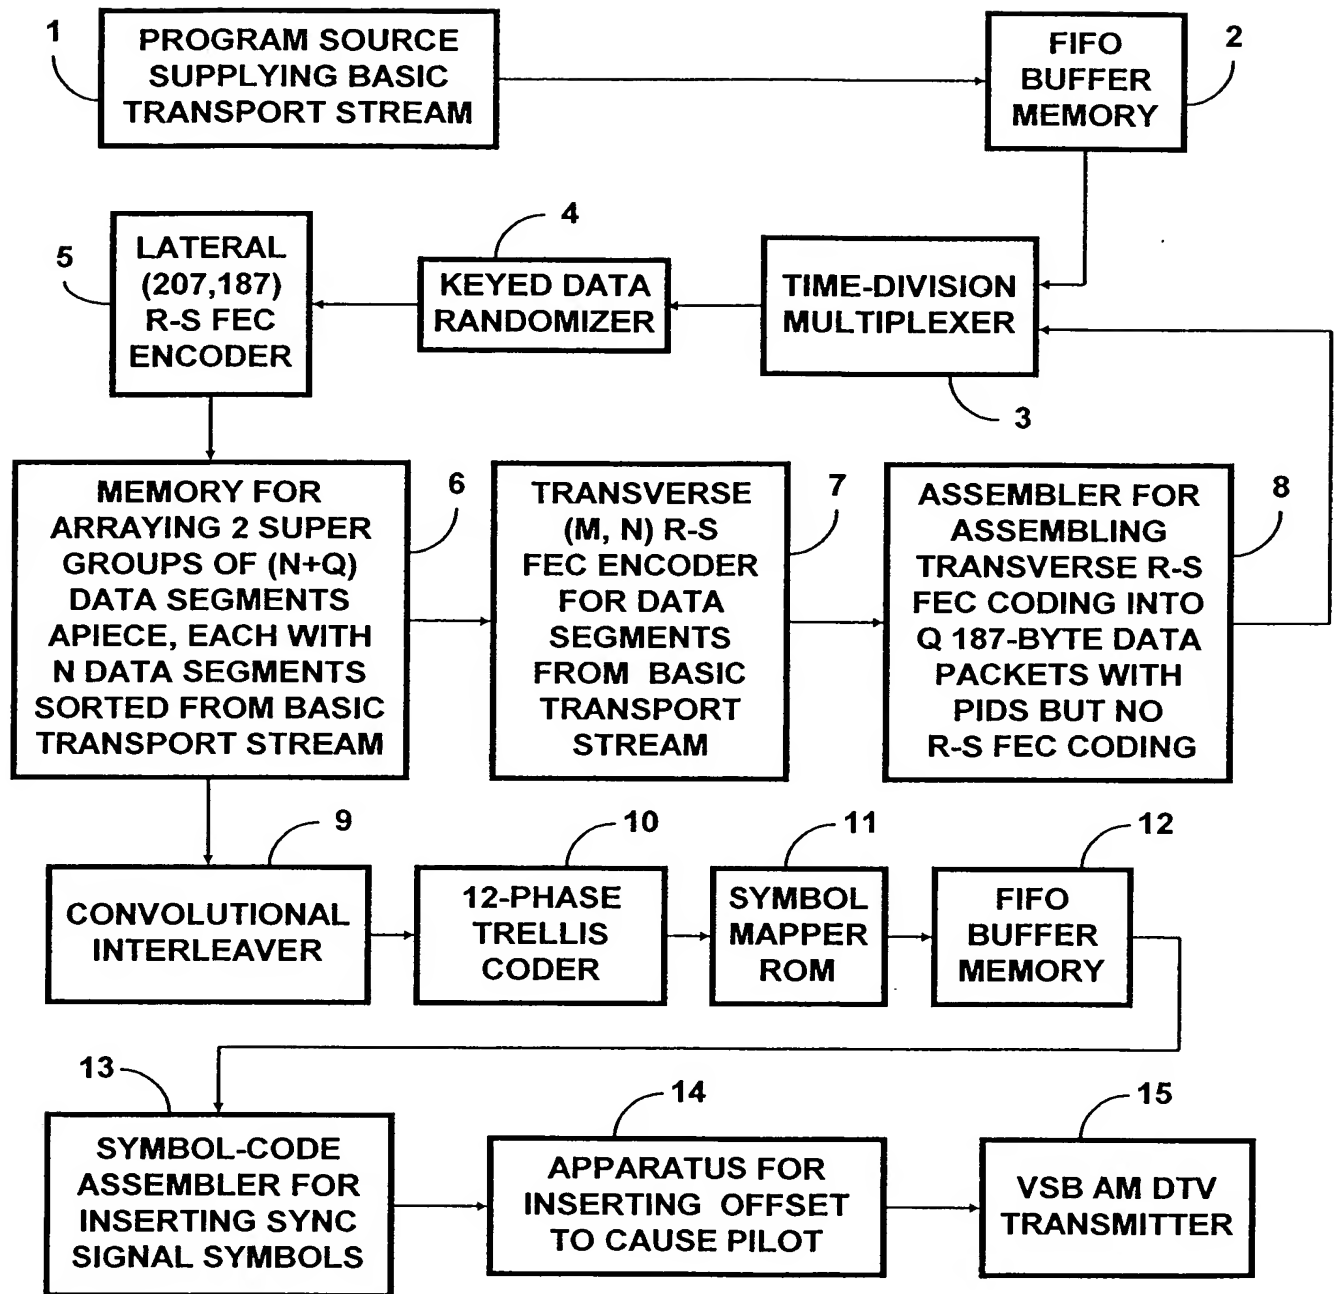 1
PROGRAM SOURCE
SUPPLYING BASIC
TRANSPORT STREAM
FIFO
BUFFER
MEMORY
2
5
LATERAL
(207,187)
R-S FEC
ENCODER
4
KEYED DATA
RANDOMIZER
TIME-DIVISION
MULTIPLEXER
3
MEMORY FOR
ARRAYING 2 SUPER
GROUPS OF (N+Q)
DATA SEGMENTS
APIECE, EACH WITH
N DATA SEGMENTS
SORTED FROM BASIC
TRANSPORT STREAM
6
TRANSVERSE
(M, N) R-S
FEC ENCODER
FOR DATA
SEGMENTS
FROM BASIC
TRANSPORT
STREAM
7
ASSEMBLER FOR
ASSEMBLING
TRANSVERSE R-S
FEC CODING INTO
Q 187-BYTE DATA
PACKETS WITH
PIDS BUT NO
R-S FEC CODING
8
9
CONVOLUTIONAL
INTERLEAVER
10
12-PHASE
TRELLIS
CODER
11
SYMBOL
MAPPER
ROM
12
FIFO
BUFFER
MEMORY
13
SYMBOL-CODE
ASSEMBLER FOR
INSERTING SYNC
SIGNAL SYMBOLS
14
APPARATUS FOR
INSERTING OFFSET
TO CAUSE PILOT
15
VSB AM DTV
TRANSMITTER